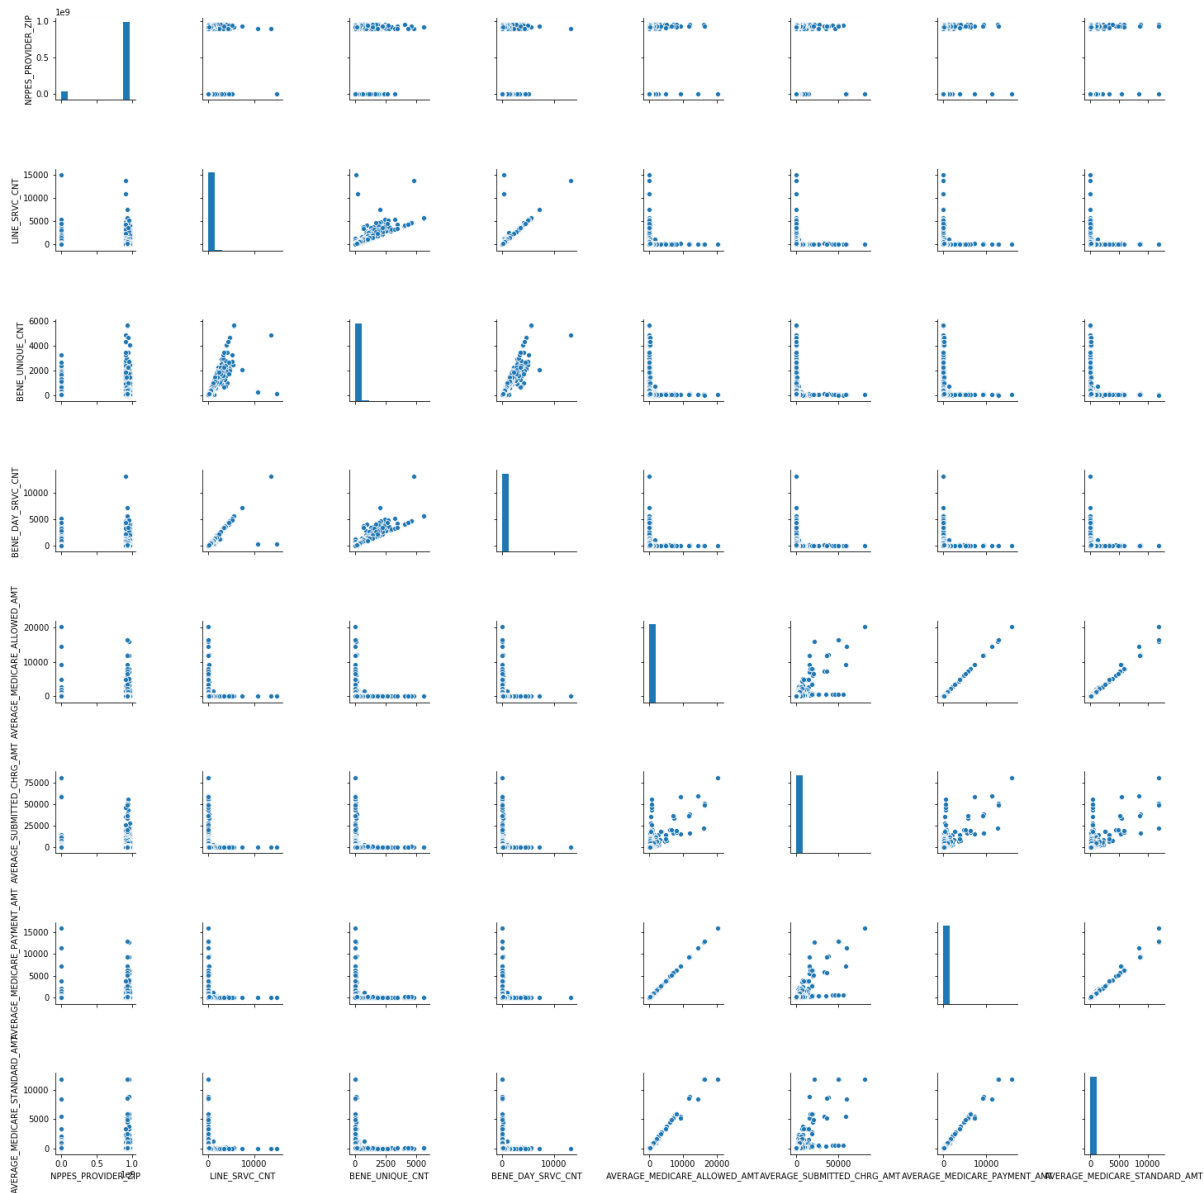 1e9
NPPES_PROVIDER_ZIP
1.0
0.5
0.0
LINE_SRVC_CNT
15000
10000
5000
0
BENE_UNIQUE_CNT
6000
4000
2000
0
BENE_DAY_SRVC_CNT
10000
5000
0
AVERAGE_MEDICARE_ALLOWED_AMT
20000
10000
0
AVERAGE_SUBMITTED_CHRG_AMT
75000
50000
25000
0
AVERAGE_MEDICARE_PAYMENT_AMT
15000
10000
5000
0
AVERAGE_MEDICARE_STANDARD_AMT
10000
5000
0
0.0 0.5 1.0
0 10000
0 2500 5000
0 10000
0 10000 20000
0 50000
0 10000
0 5000 10000
1e9
NPPES_PROVIDER_ZIP LINE_SRVC_CNT BENE_UNIQUE_CNT BENE_DAY_SRVC_CNT AVERAGE_MEDICARE_ALLOWED_AMT AVERAGE_SUBMITTED_CHRG_AMT AVERAGE_MEDICARE_PAYMENT_AMT AVERAGE_MEDICARE_STANDARD_AMT